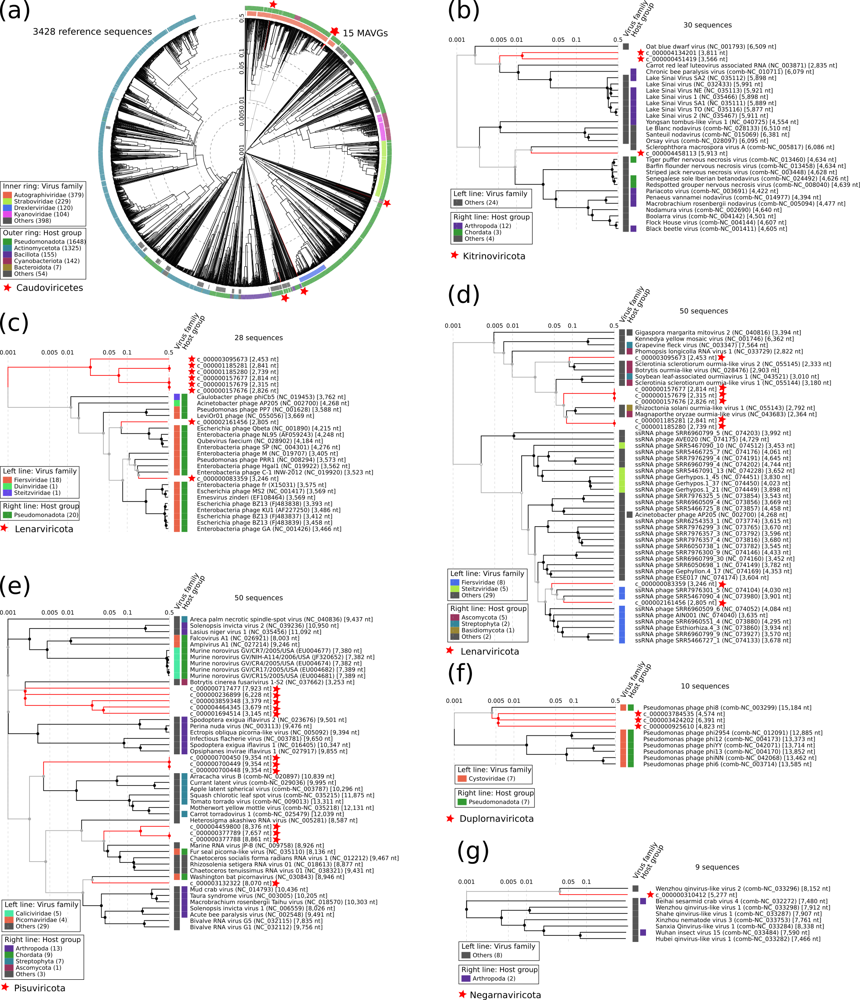 (a)
3428 reference sequences
15 MAVGs
0.5
0.1
0.05
0.01
0.005
0.001
Inner ring: Virus family
Autographiviridae (379)
Straboviridae (229)
Drexlerviridae (120)
Kyanoviridae (104)
Others (398)
Outer ring: Host group
Pseudomonadota (1648)
Actinomycetota (1325)
Bacillota (155)
Cyanobacteriota (142)
Bacteroidota (7)
Others (54)
Caudoviricetes
(b)
Virus family
Host group
30 sequences
0.001 0.005 0.01 0.05 0.1 0.5
Oat blue dwarf virus (NC_001793) [6,509 nt]
c_000004134201 [3,811 nt]
c_000000451419 [3,566 nt]
Carrot red leaf luteovirus associated RNA (NC_003871) [2,835 nt]
Chronic bee paralysis virus (comb-NC_010711) [6,079 nt]
Lake Sinai Virus SA2 (NC_035112) [5,898 nt]
Lake Sinai virus (NC_032433) [5,991 nt]
Lake Sinai Virus NE (NC_035113) [5,921 nt]
Lake Sinai virus 1 (NC_035466) [5,898 nt]
Lake Sinai Virus SA1 (NC_035111) [5,889 nt]
Lake Sinai Virus TO (NC_035116) [5,877 nt]
Lake Sinai virus 2 (NC_035467) [5,911 nt]
Yongsan tombus-like virus 1 (NC_040725) [4,554 nt]
Le Blanc nodavirus (comb-NC_028133) [6,510 nt]
Santeuil nodavirus (comb-NC_015069) [6,381 nt]
Orsay virus (comb-NC_028097) [6,095 nt]
Sclerophthora macrospora virus A (comb-NC_005817) [6,086 nt]
c_000004458113 [5,913 nt]
Tiger puffer nervous necrosis virus (comb-NC_013460) [4,634 nt]
Barfin flounder nervous necrosis virus (comb-NC_013458) [4,634 nt]
Striped jack nervous necrosis virus (comb-NC_003448) [4,628 nt]
Senegalese sole Iberian betanodavirus (comb-NC_024492) [4,626 nt]
Redspotted grouper nervous necrosis virus (comb-NC_008040) [4,639 nt]
Pariacoto virus (comb-NC_003691) [4,422 nt]
Penaeus vannamei nodavirus (comb-NC_014977) [4,394 nt]
Macrobrachium rosenbergii nodavirus (comb-NC_005094) [4,477 nt]
Nodamura virus (comb-NC_002690) [4,640 nt]
Boolarra virus (comb-NC_004142) [4,501 nt]
Flock House virus (comb-NC_004144) [4,607 nt]
Black beetle virus (comb-NC_001411) [4,605 nt]
Left line: Virus family
Others (24)
Right line: Host group
Arthropoda (12)
Chordata (3)
Others (4)
Kitrinoviricota
(c)
Virus family
Host group
28 sequences
0.001 0.005 0.01 0.05 0.1 0.5
c_000003095673 [2,453 nt]
c_000001185281 [2,841 nt]
c_000001185280 [2,739 nt]
c_000000157677 [2,814 nt]
c_000000157679 [2,315 nt]
c_000000157676 [2,826 nt]
Caulobacter phage phiCb5 (NC_019453) [3,762 nt]
Acinetobacter phage AP205 (NC_002700) [4,268 nt]
Pseudomonas phage PP7 (NC_001628) [3,588 nt]
LeviOr01 phage (NC_055056) [3,669 nt]
c_000002161456 [2,805 nt]
Escherichia phage Qbeta (NC_001890) [4,215 nt]
Enterobacteria phage NL95 (AF059243) [4,248 nt]
Qubevirus faecium (NC_028902) [4,184 nt]
Enterobacteria phage SP (NC_004301) [4,276 nt]
Enterobacteria phage M (NC_019707) [3,405 nt]
Pseudomonas phage PRR1 (NC_008294) [3,573 nt]
Enterobacteria phage Hgal1 (NC_019922) [3,562 nt]
Enterobacteria phage C-1 INW-2012 (NC_019920) [3,523 nt]
c_000000083359 [3,246 nt]
Enterobacteria phage fr (X15031) [3,575 nt]
Escherichia phage MS2 (NC_001417) [3,569 nt]
Emesvirus zinderi (EF108464) [3,569 nt]
Escherichia phage BZ13 (FJ483838) [3,393 nt]
Enterobacteria phage KU1 (AF227250) [3,486 nt]
Escherichia phage BZ13 (FJ483837) [3,412 nt]
Escherichia phage BZ13 (FJ483839) [3,458 nt]
Enterobacteria phage GA (NC_001426) [3,466 nt]
Left line: Virus family
Fiersviridae (18)
Duinviridae (1)
Steitzviridae (1)
Right line: Host group
Pseudomonadota (20)
Lenarviricota
(d)
Virus family
Host group
50 sequences
0.001 0.005 0.01 0.05 0.1 0.5
Gigaspora margarita mitovirus 2 (NC_040816) [3,394 nt]
Kennedya yellow mosaic virus (NC_001746) [6,362 nt]
Grapevine fleck virus (NC_003347) [7,564 nt]
Phomopsis longicolla RNA virus 1 (NC_033729) [2,822 nt]
c_000003095673 [2,453 nt]
Sclerotinia sclerotiorum ourmia-like virus 2 (NC_055145) [2,333 nt]
Botrytis ourmia-like virus (NC_028476) [2,903 nt]
Soybean leaf-associated ourmiavirus 1 (NC_043521) [3,010 nt]
Sclerotinia sclerotiorum ourmia-like virus 1 (NC_055144) [3,180 nt]
c_000000157677 [2,814 nt]
c_000000157679 [2,315 nt]
c_000000157676 [2,826 nt]
Rhizoctonia solani ourmia-like virus 1 (NC_055143) [2,792 nt]
Magnaporthe oryzae ourmia-like virus (NC_043683) [2,364 nt]
c_000001185281 [2,841 nt]
c_000001185280 [2,739 nt]
ssRNA phage SRR6960799_5 (NC_074203) [3,992 nt]
ssRNA phage AVE020 (NC_074175) [4,729 nt]
ssRNA phage SRR5467090_10 (NC_074512) [3,453 nt]
ssRNA phage SRR5466725_7 (NC_074176) [4,061 nt]
ssRNA phage SRR7976299_4 (NC_074191) [4,645 nt]
ssRNA phage SRR6960799_4 (NC_074202) [4,744 nt]
ssRNA phage SRR5467091_13 (NC_074228) [3,652 nt]
ssRNA phage Gerhypos.1_45 (NC_074451) [3,830 nt]
ssRNA phage Gerhypos.1_37 (NC_074450) [4,023 nt]
ssRNA phage Gerhypos.1_21 (NC_074449) [3,898 nt]
ssRNA phage SRR7976325_5 (NC_073854) [3,543 nt]
ssRNA phage SRR6960509_4 (NC_073856) [3,669 nt]
ssRNA phage SRR5466725_8 (NC_073857) [4,458 nt]
Acinetobacter phage AP205 (NC_002700) [4,268 nt]
ssRNA phage SRR6254353_1 (NC_073774) [3,615 nt]
ssRNA phage SRR7976299_3 (NC_073765) [3,670 nt]
ssRNA phage SRR7976357_3 (NC_073792) [3,596 nt]
ssRNA phage SRR7976357_4 (NC_073816) [3,680 nt]
ssRNA phage SRR6050738_1 (NC_073782) [3,545 nt]
ssRNA phage SRR7976300_9 (NC_074146) [4,433 nt]
ssRNA phage SRR6960799_30 (NC_074160) [3,452 nt]
ssRNA phage SRR6050698_1 (NC_074149) [3,782 nt]
ssRNA phage Gephyllon.4_17 (NC_074169) [4,353 nt]
ssRNA phage ESE017 (NC_074174) [3,604 nt]
c_000000083359 [3,246 nt]
ssRNA phage SRR7976301_5 (NC_074104) [4,030 nt]
ssRNA phage SRR5467090_4 (NC_073980) [3,901 nt]
c_000002161456 [2,805 nt]
ssRNA phage SRR6960509_6 (NC_074052) [4,084 nt]
ssRNA phage AIN001 (NC_074040) [3,635 nt]
ssRNA phage SRR6960551_4 (NC_073880) [4,295 nt]
ssRNA phage Esthiorhiza.4_3 (NC_073860) [3,934 nt]
ssRNA phage SRR6960799_9 (NC_073927) [3,570 nt]
ssRNA phage SRR5466727_1 (NC_074133) [3,678 nt]
Left line: Virus family
Fiersviridae (8)
Steitzviridae (5)
Others (29)
Right line: Host group
Ascomycota (5)
Streptophyta (2)
Basidiomycota (1)
Others (2)
Lenarviricota
(e)
Virus family
Host group
50 sequences
0.001 0.005 0.01 0.05 0.1 0.5
Areca palm necrotic spindle-spot virus (NC_040836) [9,437 nt]
Solenopsis invicta virus 2 (NC_039236) [10,950 nt]
Lasius niger virus 1 (NC_035456) [11,092 nt]
Falcovirus A1 (NC_026921) [8,003 nt]
Ampivirus A1 (NC_027214) [9,246 nt]
Murine norovirus GV/CR7/2005/USA (EU004677) [7,380 nt]
Murine norovirus GV/NIH-A114/2006/USA (JF320652) [7,382 nt]
Murine norovirus GV/CR4/2005/USA (EU004674) [7,382 nt]
Murine norovirus GV/CR17/2005/USA (EU004682) [7,389 nt]
Murine norovirus GV/CR15/2005/USA (EU004681) [7,389 nt]
Botrytis cinerea fusarivirus 1-S2 (NC_037662) [3,253 nt]
c_000000717477 [7,923 nt]
c_000000236899 [6,228 nt]
c_000003859348 [3,379 nt]
c_000004464345 [3,679 nt]
c_000001694514 [3,145 nt]
Spodoptera exigua iflavirus 2 (NC_023676) [9,501 nt]
Perina nuda virus (NC_003113) [9,476 nt]
Ectropis obliqua picorna-like virus (NC_005092) [9,394 nt]
Infectious flacherie virus (NC_003781) [9,650 nt]
Spodoptera exigua iflavirus 1 (NC_016405) [10,347 nt]
Opsiphanes invirae iflavirus 1 (NC_027917) [9,855 nt]
c_000000700450 [9,354 nt]
c_000000700449 [9,354 nt]
c_000000700448 [9,354 nt]
Arracacha virus B (comb-NC_020897) [10,839 nt]
Currant latent virus (comb-NC_029036) [9,995 nt]
Apple latent spherical virus (comb-NC_003787) [10,296 nt]
Squash chlorotic leaf spot virus (comb-NC_035215) [11,875 nt]
Tomato torrado virus (comb-NC_009013) [13,311 nt]
Motherwort yellow mottle virus (comb-NC_035218) [12,131 nt]
Carrot torradovirus 1 (comb-NC_025479) [12,039 nt]
Heterosigma akashiwo RNA virus (NC_005281) [8,587 nt]
c_000004459800 [8,376 nt]
c_000000377789 [7,657 nt]
c_000000377788 [8,861 nt]
Marine RNA virus JP-B (NC_009758) [8,926 nt]
Fur seal picorna-like virus (NC_035110) [8,136 nt]
Chaetoceros socialis forma radians RNA virus 1 (NC_012212) [9,467 nt]
Rhizosolenia setigera RNA virus 01 (NC_018613) [8,877 nt]
Chaetoceros tenuissimus RNA virus 01 (NC_038321) [9,431 nt]
Washington bat picornavirus (NC_030843) [8,946 nt]
c_000003132322 [8,070 nt]
Mud crab virus (NC_014793) [10,436 nt]
Taura syndrome virus (NC_003005) [10,205 nt]
Macrobrachium rosenbergii Taihu virus (NC_018570) [10,303 nt]
Solenopsis invicta virus 1 (NC_006559) [8,026 nt]
Acute bee paralysis virus (NC_002548) [9,491 nt]
Bivalve RNA virus G5 (NC_032115) [7,835 nt]
Bivalve RNA virus G1 (NC_032112) [9,756 nt]
Left line: Virus family
Caliciviridae (5)
Picornaviridae (4)
Others (29)
Right line: Host group
Arthropoda (13)
Chordata (9)
Streptophyta (7)
Ascomycota (1)
Others (3)
Pisuviricota
(f)
Virus family
Host group
10 sequences
0.001 0.005 0.01 0.05 0.1 0.5
Pseudomonas phage phi8 (comb-NC_003299) [15,184 nt]
c_000003784535 [4,574 nt]
c_000003424202 [6,391 nt]
c_000000925610 [4,823 nt]
Pseudomonas phage phi2954 (comb-NC_012091) [12,885 nt]
Pseudomonas phage phi12 (comb-NC_004173) [13,373 nt]
Pseudomonas phage phiYY (comb-NC_042071) [13,714 nt]
Pseudomonas phage phi13 (comb-NC_004170) [13,852 nt]
Pseudomonas phage phiNN (comb-NC_042068) [13,462 nt]
Pseudomonas phage phi6 (comb-NC_003714) [13,585 nt]
Left line: Virus family
Cystoviridae (7)
Right line: Host group
Pseudomonadota (7)
Duplornaviricota
(g)
Virus family
Host group
9 sequences
0.001 0.005 0.01 0.05 0.1
Wenzhou qinvirus-like virus 2 (comb-NC_033296) [8,152 nt]
c_000000310412 [5,277 nt]
Beihai sesarmid crab virus 4 (comb-NC_032272) [7,480 nt]
Wenzhou qinvirus-like virus 1 (comb-NC_033298) [7,912 nt]
Shahe qinvirus-like virus 1 (comb-NC_033287) [7,907 nt]
Xinzhou nematode virus 3 (comb-NC_033753) [7,761 nt]
Sanxia Qinvirus-like virus 1 (comb-NC_033284) [8,338 nt]
Wuhan insect virus 15 (comb-NC_033484) [7,590 nt]
Hubei qinvirus-like virus 1 (comb-NC_033282) [7,466 nt]
Left line: Virus family
Others (8)
Right line: Host group
Arthropoda (2)
Negarnaviricota